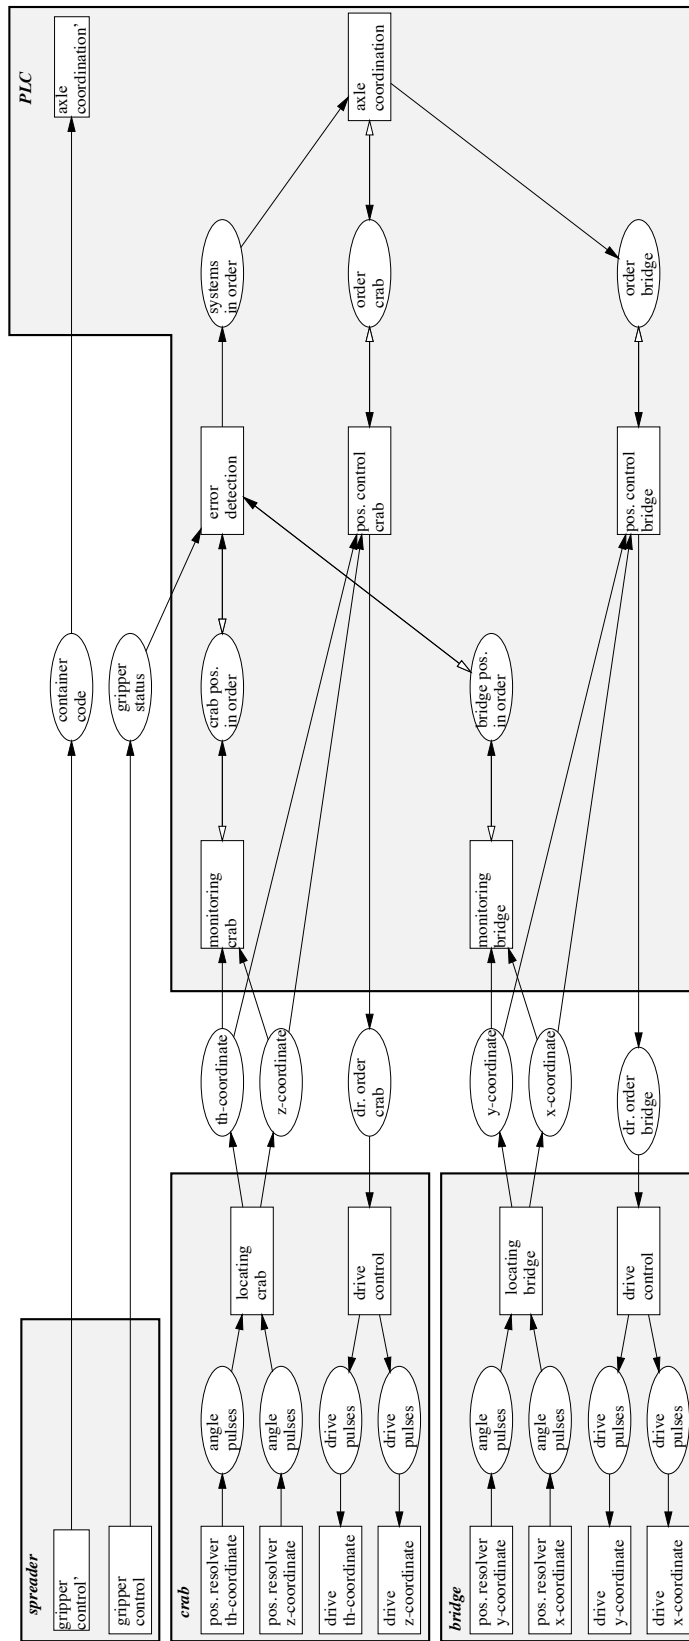 spreader
gripper
control'
gripper
control
container
code
gripper
status
PLC
axle
coordination'
crab
pos. resolver
th-coordinate
pos. resolver
z-coordinate
drive
th-coordinate
drive
z-coordinate
angle
pulses
angle
pulses
drive
pulses
drive
pulses
locating
crab
drive
control
th-coordinate
z-coordinate
dr. order
crab
monitoring
crab
crab pos.
in order
error
detection
pos. control
crab
systems
in order
order
crab
axle
coordination
bridge
pos. resolver
y-coordinate
pos. resolver
x-coordinate
drive
y-coordinate
drive
x-coordinate
angle
pulses
angle
pulses
drive
pulses
drive
pulses
locating
bridge
drive
control
y-coordinate
x-coordinate
dr. order
bridge
monitoring
bridge
bridge pos.
in order
pos. control
bridge
order
bridge